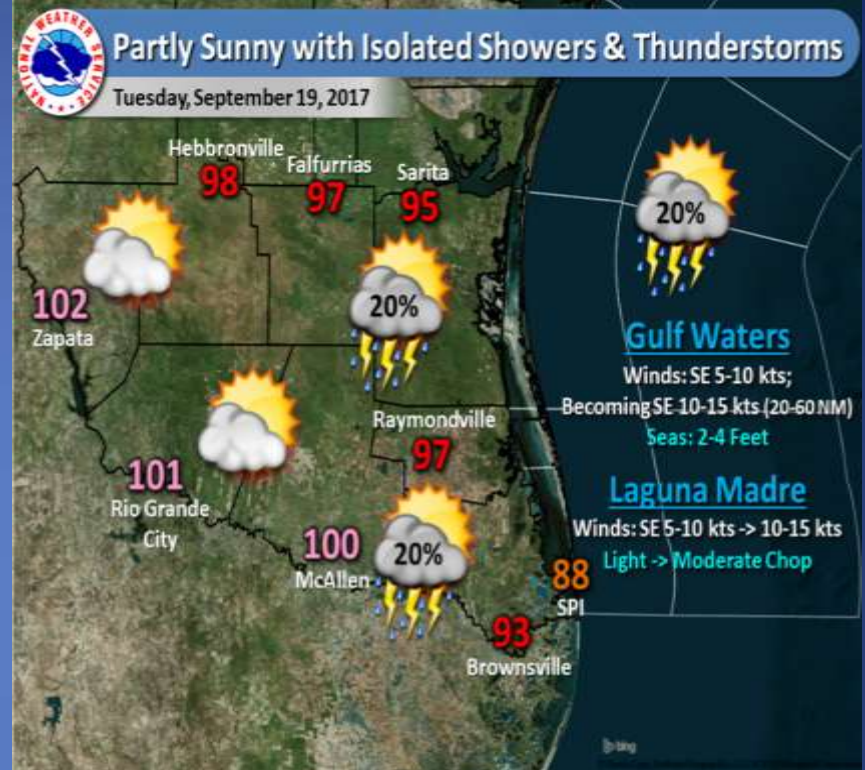 NATIONAL WEATHER SERVICE
Partly Sunny with Isolated Showers & Thunderstorms
Tuesday, September 19, 2017
Hebbronville
98
Falfurrias
97
Sarita
95
20%
102
Zapata
20%
Gulf Waters
Winds: SE 5-10 kts;
Becoming SE 10-15 kts (20-60 NM)
Seas: 2-4 Feet
Raymondville
97
101
Rio Grande
City
Laguna Madre
Winds: SE 5-10 kts -> 10-15 kts
Light -> Moderate Chop
100
McAllen
20%
88
SPI
93
Brownsville
bing